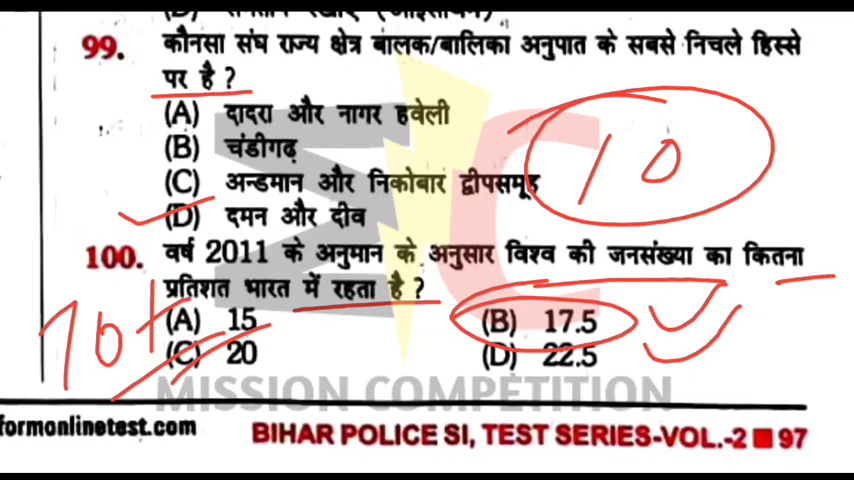 99. कौनसा संघ राज्य क्षेत्र बालक/बालिका अनुपात के सबसे निचले हिस्से
पर है ?
(A) दादरा और नागर हवेली
(B) चंडीगढ़
(C) अन्डमान और निकोबार द्वीपसमूह
(D) दमन और दीव
10
100. वर्ष 2011 के अनुमान के अनुसार विश्व की जनसंख्या का कितना
प्रतिशत भारत में रहता है ?
(A) 15 (B) 17.5
(C) 20 (D) 22.5
70+
MISSION COMPETITION
formonlinetest.com
BIHAR POLICE SI, TEST SERIES-VOL.-2 ■ 97